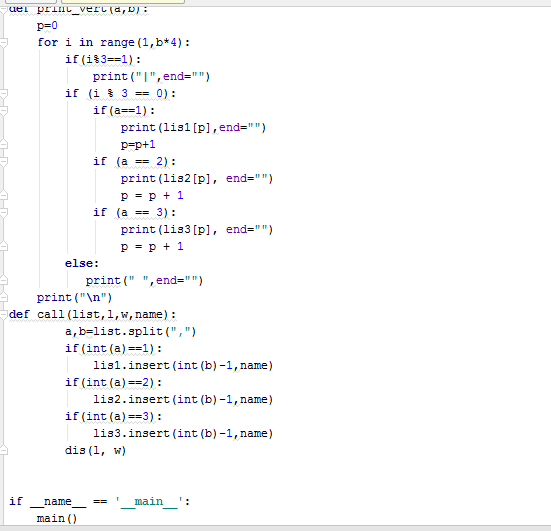 def print_vert(a,b):
    p=0
    for i in range(1,b*4):
        if(i%3==1):
            print("|",end="")
        if (i % 3 == 0):
            if(a==1):
                print(lis1[p],end="")
                p=p+1
            if (a == 2):
                print(lis2[p], end="")
                p = p + 1
            if (a == 3):
                print(lis3[p], end="")
                p = p + 1
        else:
           print(" ",end="")
    print("\n")
def call(list,l,w,name):
        a,b=list.split(",")
        if(int(a)==1):
            lis1.insert(int(b)-1,name)
        if(int(a)==2):
            lis2.insert(int(b)-1,name)
        if(int(a)==3):
            lis3.insert(int(b)-1,name)
        dis(l, w)
if __name__ == '__main__':
    main()